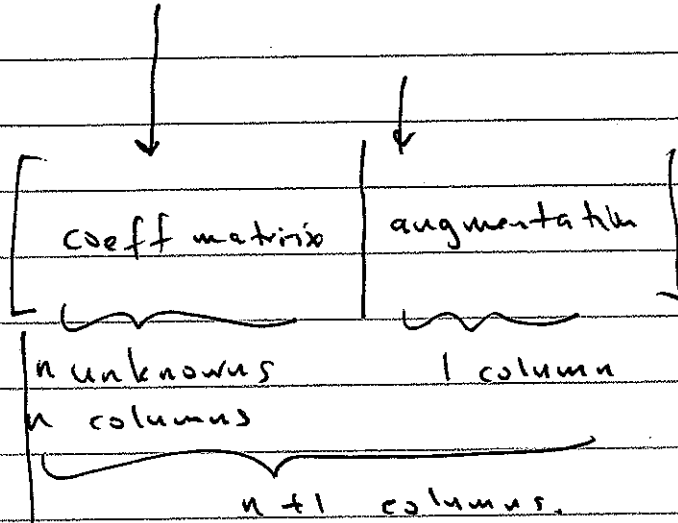 coeff matrix | augmentation
n unknowns 1 column
n columns
n+1 columns.